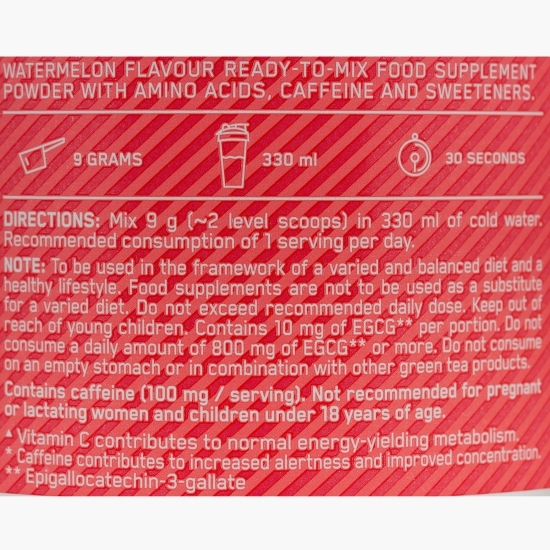 WATERMELON FLAVOUR READY-TO-MIX FOOD SUPPLEMENT
POWDER WITH AMINO ACIDS, CAFFEINE AND SWEETENERS.
9 GRAMS
330 ml
30 SECONDS
DIRECTIONS: Mix 9 g (~2 level scoops) in 330 ml of cold water.
Recommended consumption of 1 serving per day.
NOTE: To be used in the framework of a varied and balanced diet and a
healthy lifestyle. Food supplements are not to be used as a substitute
for a varied diet. Do not exceed recommended daily dose. Keep out of
reach of young children. Contains 10 mg of EGCG** per portion. Do not
consume a daily amount of 800 mg of EGCG** or more. Do not consume
on an empty stomach or in combination with other green tea products.
Contains caffeine (100 mg / serving). Not recommended for pregnant
or lactating women and children under 18 years of age.
▲ Vitamin C contributes to normal energy-yielding metabolism.
* Caffeine contributes to increased alertness and improved concentration.
** Epigallocatechin-3-gallate